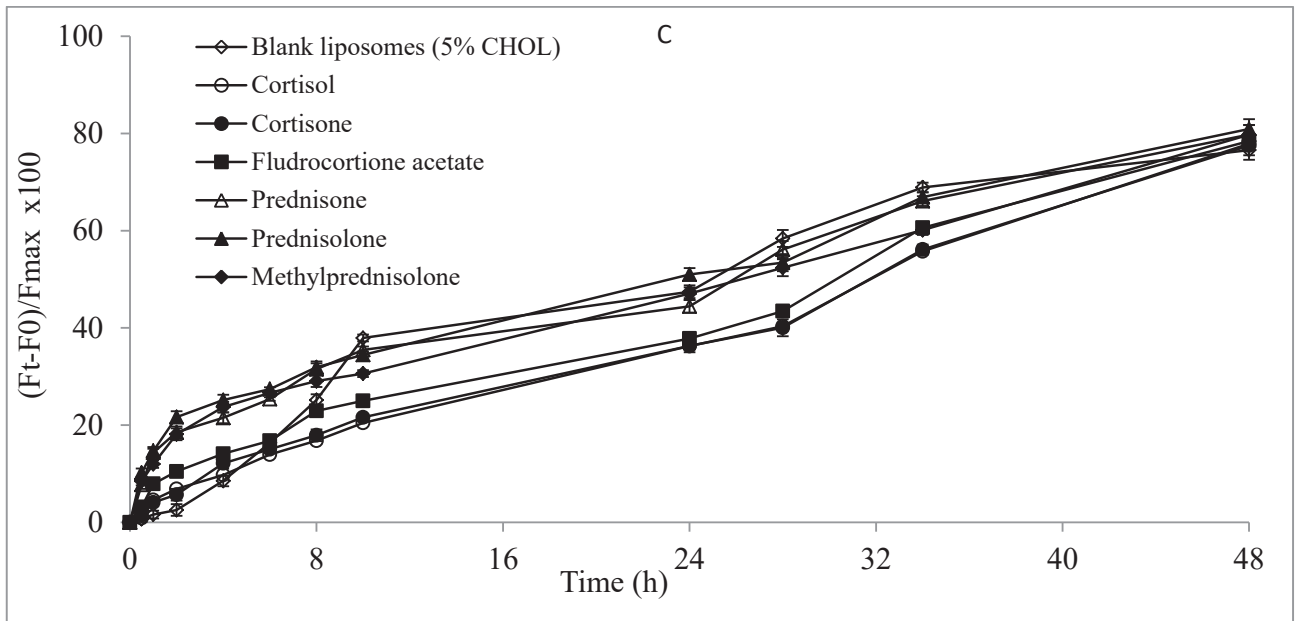 C
(Ft-F0)/Fmax x100
100
80
60
40
20
0
Blank liposomes (5% CHOL)
Cortisol
Cortisone
Fludrocortione acetate
Prednisone
Prednisolone
Methylprednisolone
0 8 16 24 32 40 48
Time (h)